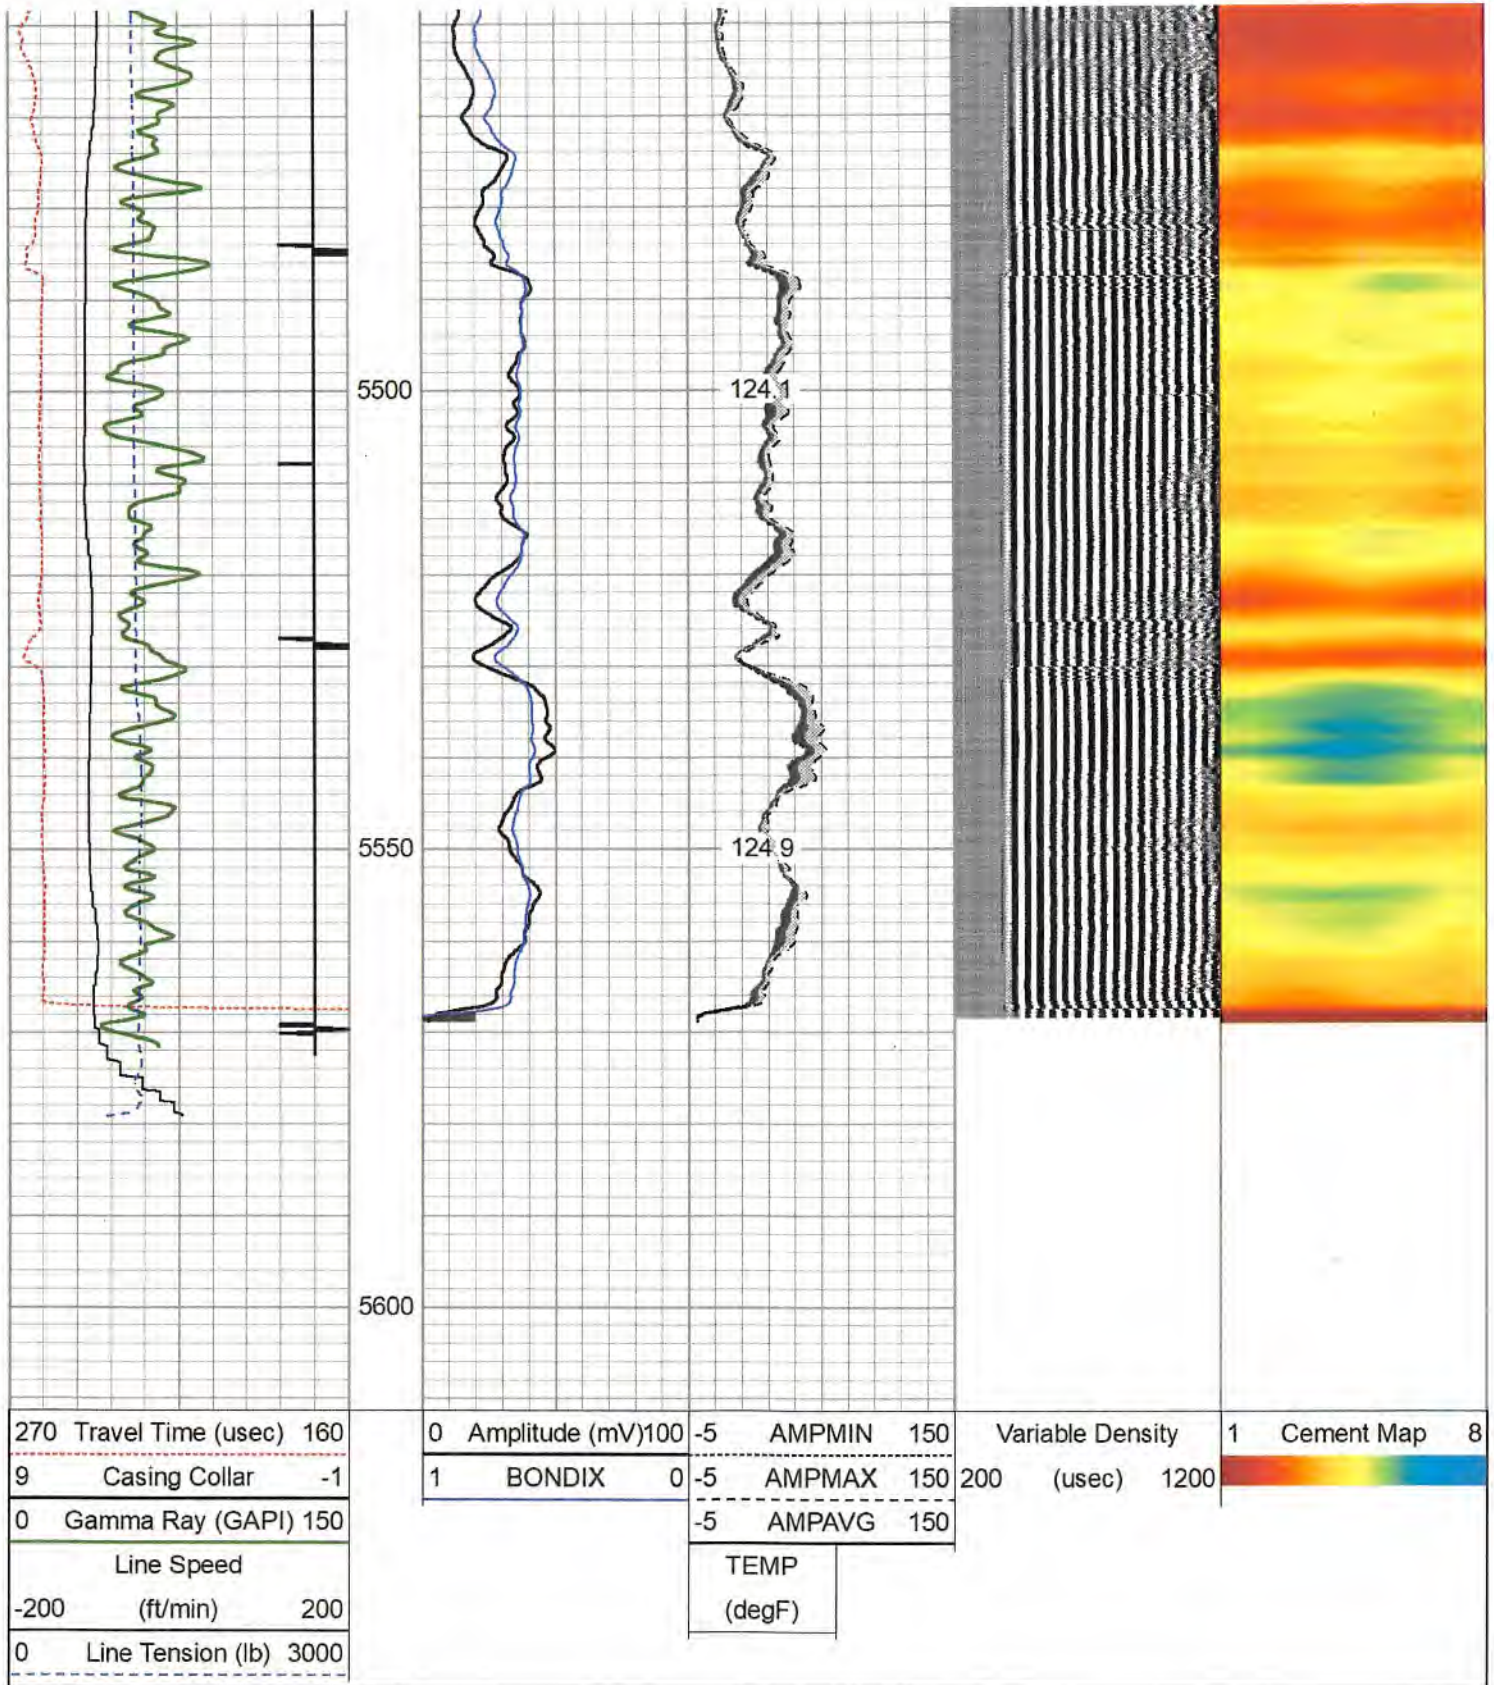 5500
124.1
5550
124.9
5600
270 Travel Time (usec) 160
9 Casing Collar -1
0 Gamma Ray (GAPI) 150
Line Speed
-200 (ft/min) 200
0 Line Tension (lb) 3000
0 Amplitude (mV)100
1 BONDIX 0
-5 AMPMIN 150
-5 AMPMAX 150
-5 AMPAVG 150
TEMP
(degF)
Variable Density
200 (usec) 1200
1 Cement Map 8